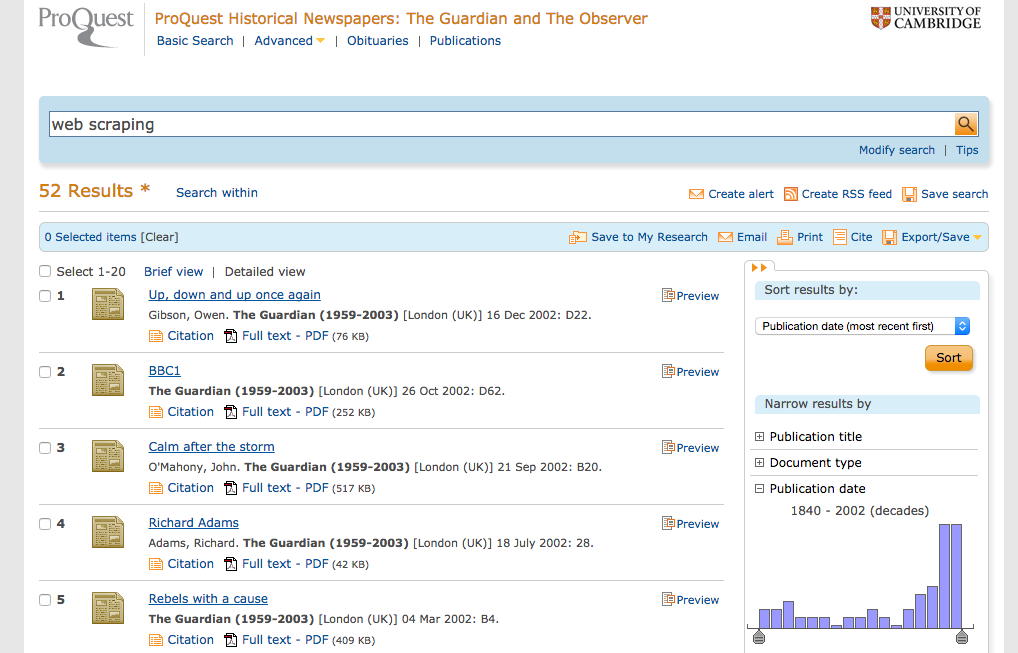 ProQuest
ProQuest Historical Newspapers: The Guardian and The Observer
Basic Search | Advanced | Obituaries | Publications
UNIVERSITY OF
CAMBRIDGE
web scraping
Modify search | Tips
52 Results *
Search within
Create alert
Create RSS feed
Save search
0 Selected items [Clear]
Save to My Research
Email
Print
Cite
Export/Save
Select 1-20 Brief view | Detailed view
1 Up, down and up once again
Preview
Gibson, Owen. The Guardian (1959-2003) [London (UK)] 16 Dec 2002: D22.
Citation Full text - PDF (76 KB)
2 BBC1
Preview
The Guardian (1959-2003) [London (UK)] 26 Oct 2002: D62.
Citation Full text - PDF (252 KB)
3 Calm after the storm
Preview
O'Mahony, John. The Guardian (1959-2003) [London (UK)] 21 Sep 2002: B20.
Citation Full text - PDF (517 KB)
4 Richard Adams
Preview
Adams, Richard. The Guardian (1959-2003) [London (UK)] 18 July 2002: 28.
Citation Full text - PDF (42 KB)
5 Rebels with a cause
Preview
The Guardian (1959-2003) [London (UK)] 04 Mar 2002: B4.
Citation Full text - PDF (409 KB)
Sort results by:
Publication date (most recent first)
Sort
Narrow results by
Publication title
Document type
Publication date
1840 - 2002 (decades)